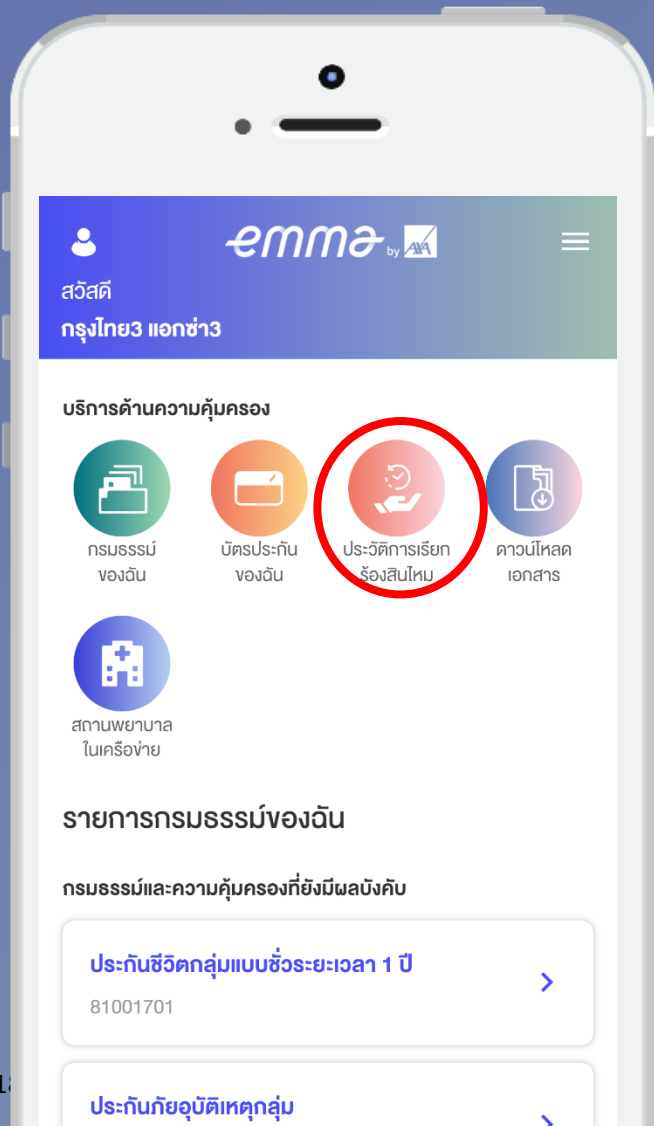 emma by AXA
สวัสดี
กรุงไทย3 แอกซ่า3
บริการด้านความคุ้มครอง
กรมธรรม์
ของฉัน
บัตรประกัน
ของฉัน
ประวัติการเรียก
ร้องสินไหม
ดาวน์โหลด
เอกสาร
สถานพยาบาล
ในเครือข่าย
รายการกรมธรรม์ของฉัน
กรมธรรม์และความคุ้มครองที่ยังมีผลบังคับ
ประกันชีวิตกลุ่มแบบชั่วระยะเวลา 1 ปี
81001701
ประกันภัยอุบัติเหตุกลุ่ม